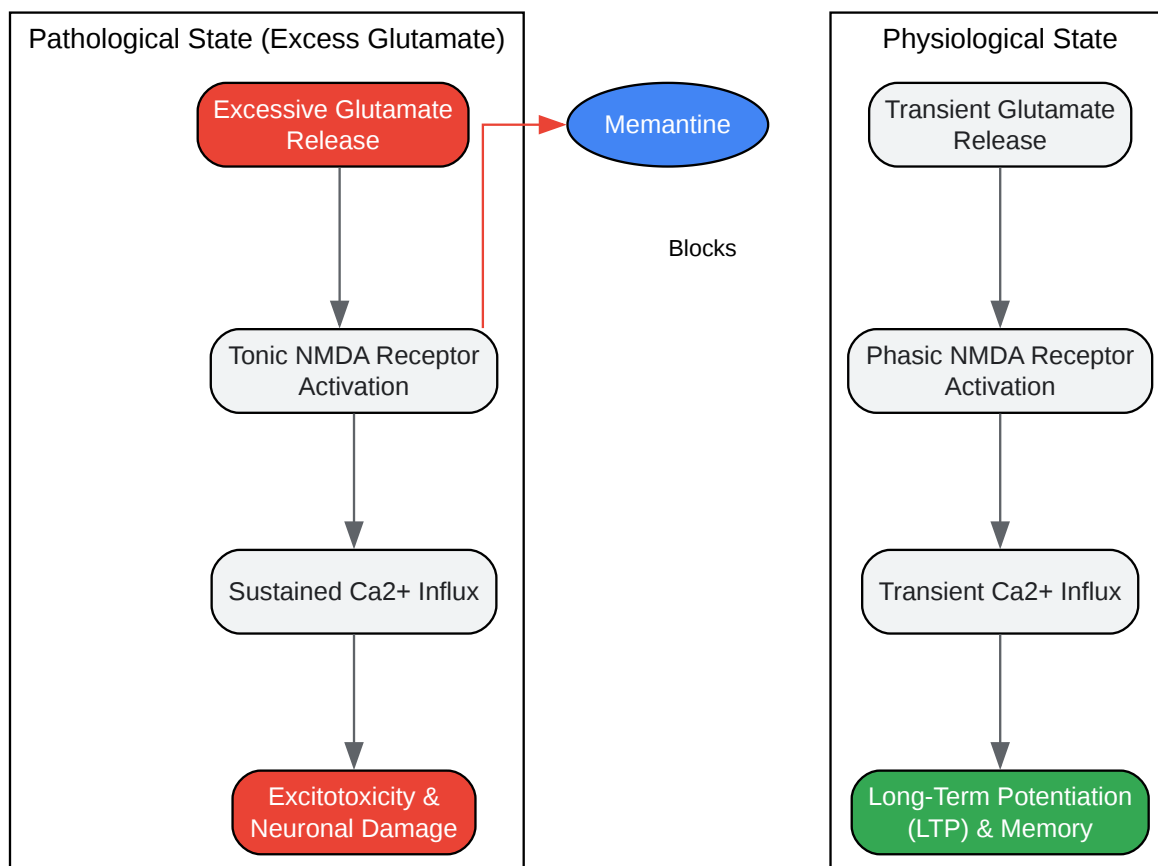 Pathological State (Excess Glutamate)
Excessive Glutamate
Release
Tonic NMDA Receptor
Activation
Sustained Ca2+ Influx
Excitotoxicity &
Neuronal Damage
Memantine
Blocks
Physiological State
Transient Glutamate
Release
Phasic NMDA Receptor
Activation
Transient Ca2+ Influx
Long-Term Potentiation
(LTP) & Memory